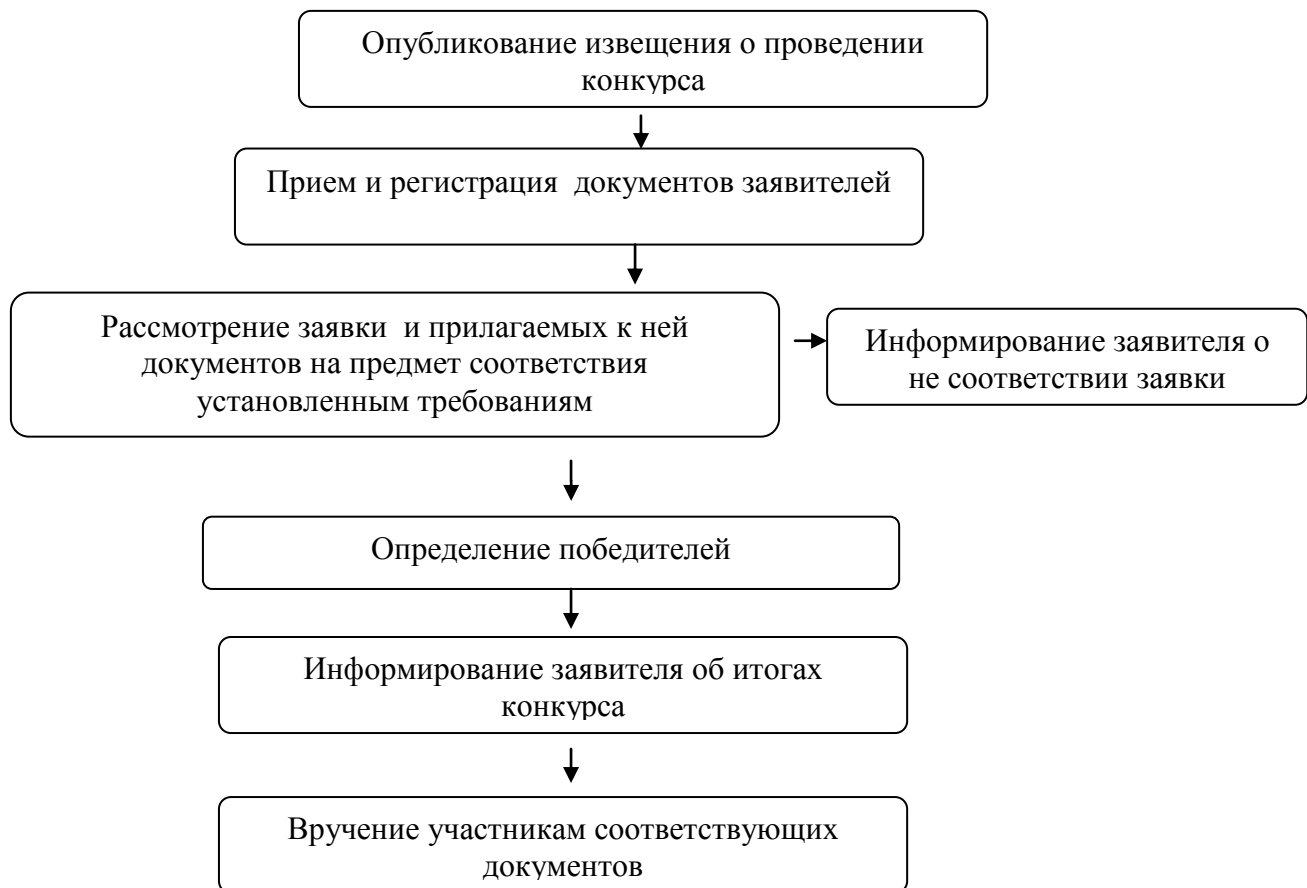 Опубликование извещения о проведении
конкурса
Прием и регистрация  документов заявителей
Рассмотрение заявки  и прилагаемых к ней
документов на предмет соответствия
установленным требованиям
Информирование заявителя о
не соответствии заявки
Определение победителей
Информирование заявителя об итогах
конкурса
Вручение участникам соответствующих
документов